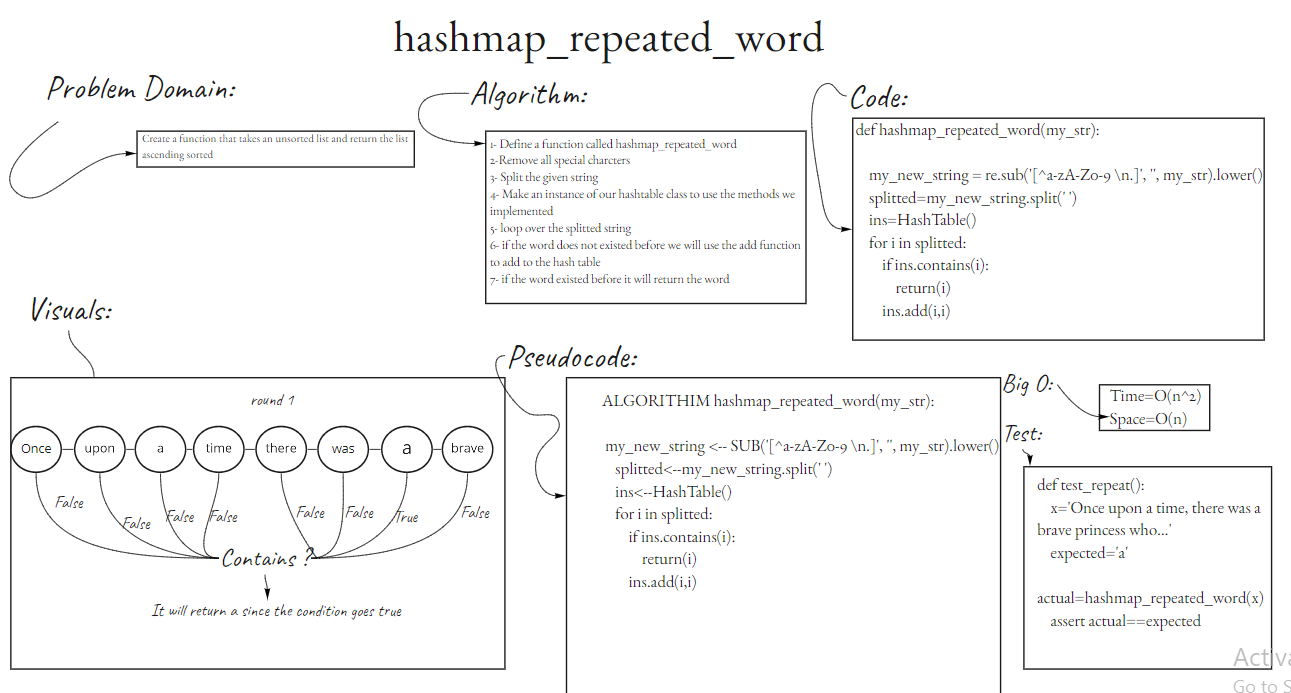 hashmap_repeated_word
Problem Domain:
Create a function that takes an unsorted list and return the list
ascending sorted
Algorithm:
1- Define a function called hashmap_repeated_word
2-Remove all special charcters
3- Split the given string
4- Make an instance of our hashtable class to use the methods we
implemented
5- loop over the splitted string
6- if the word does not existed before we will use the add function
to add to the hash table
7- if the word existed before it will return the word
Code:
def hashmap_repeated_word(my_str):
my_new_string = re.sub('[^a-zA-Z0-9 \n.]', '', my_str).lower()
splitted=my_new_string.split(' ')
ins=HashTable()
for i in splitted:
if ins.contains(i):
return(i)
ins.add(i,i)
Visuals:
round 1
Once upon a time there was a brave
False False False False False False True False
Contains ?
It will return a since the condition goes true
Pseudocode:
ALGORITHIM hashmap_repeated_word(my_str):
my_new_string <-- SUB('[^a-zA-Z0-9 \n.]', '', my_str).lower()
splitted<--my_new_string.split(' ')
ins<--HashTable()
for i in splitted:
if ins.contains(i):
return(i)
ins.add(i,i)
Big O:
Time=O(n^2)
Space=O(n)
Test:
def test_repeat():
x='Once upon a time, there was a
brave princess who...'
expected='a'
actual=hashmap_repeated_word(x)
assert actual==expected
Activa
Go to S